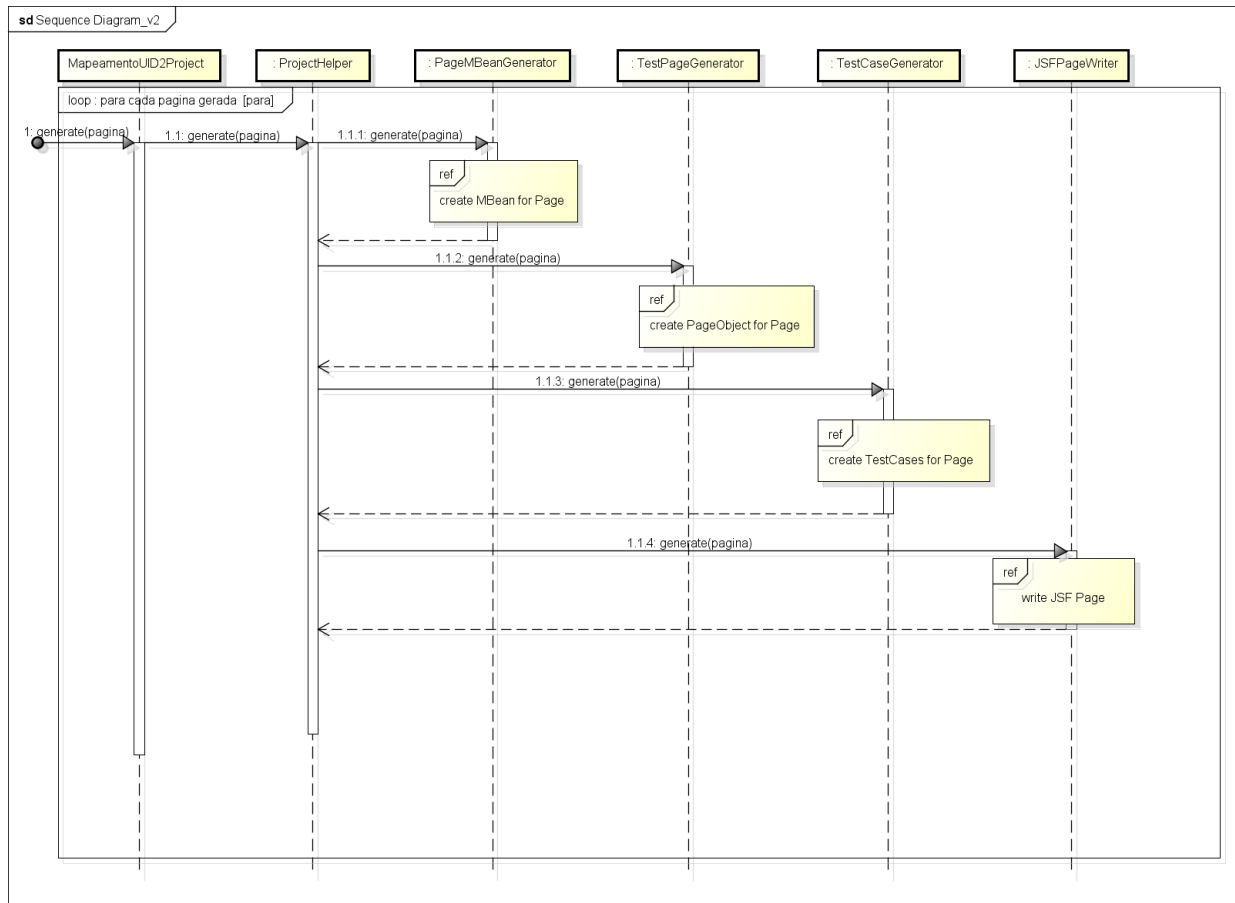 sd Sequence Diagram_v2
MapeamentoUID2Project
: ProjectHelper
: PageMBeanGenerator
: TestPageGenerator
: TestCaseGenerator
: JSFPageWriter
loop : para cada pagina gerada [para]
1: generate(pagina)
1.1: generate(pagina)
1.1.1: generate(pagina)
ref
create MBean for Page
1.1.2: generate(pagina)
ref
create PageObject for Page
1.1.3: generate(pagina)
ref
create TestCases for Page
1.1.4: generate(pagina)
ref
write JSF Page